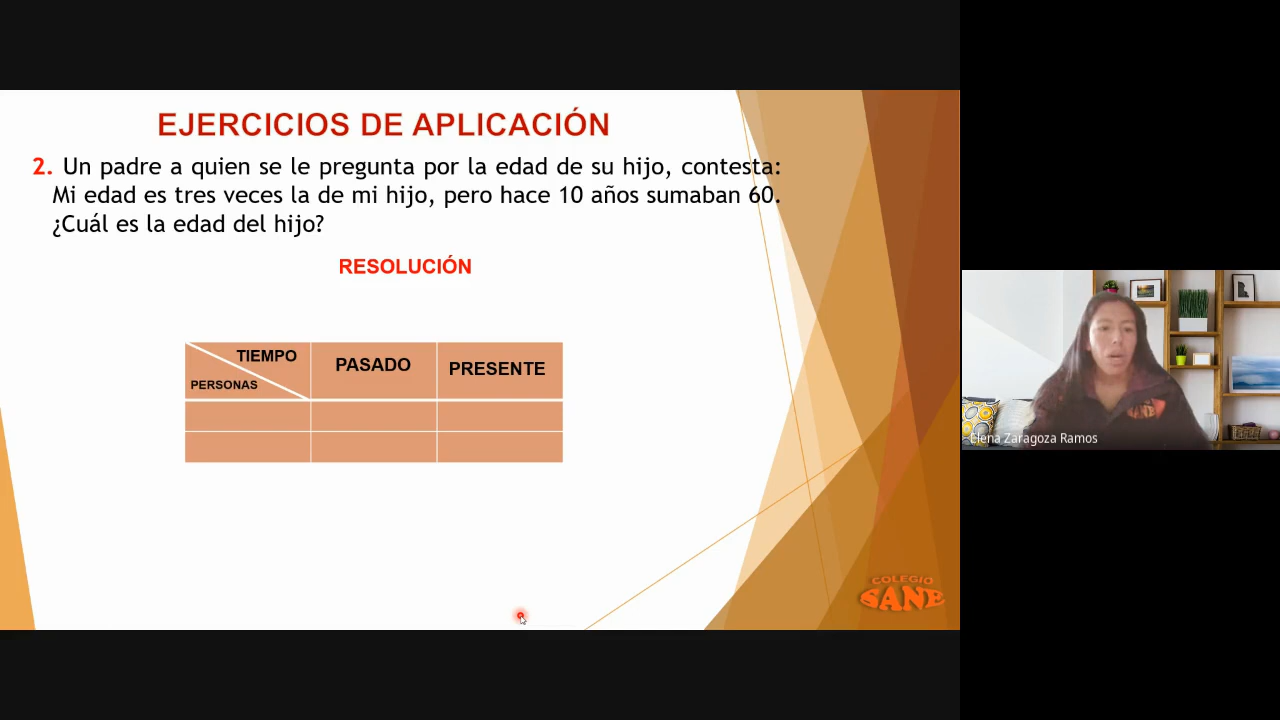 EJERCICIOS DE APLICACIÓN
2. Un padre a quien se le pregunta por la edad de su hijo, contesta:
Mi edad es tres veces la de mi hijo, pero hace 10 años sumaban 60.
¿Cuál es la edad del hijo?
RESOLUCIÓN
TIEMPO
PERSONAS
PASADO
PRESENTE
COLEGIO
SANE
Elena Zaragoza Ramos